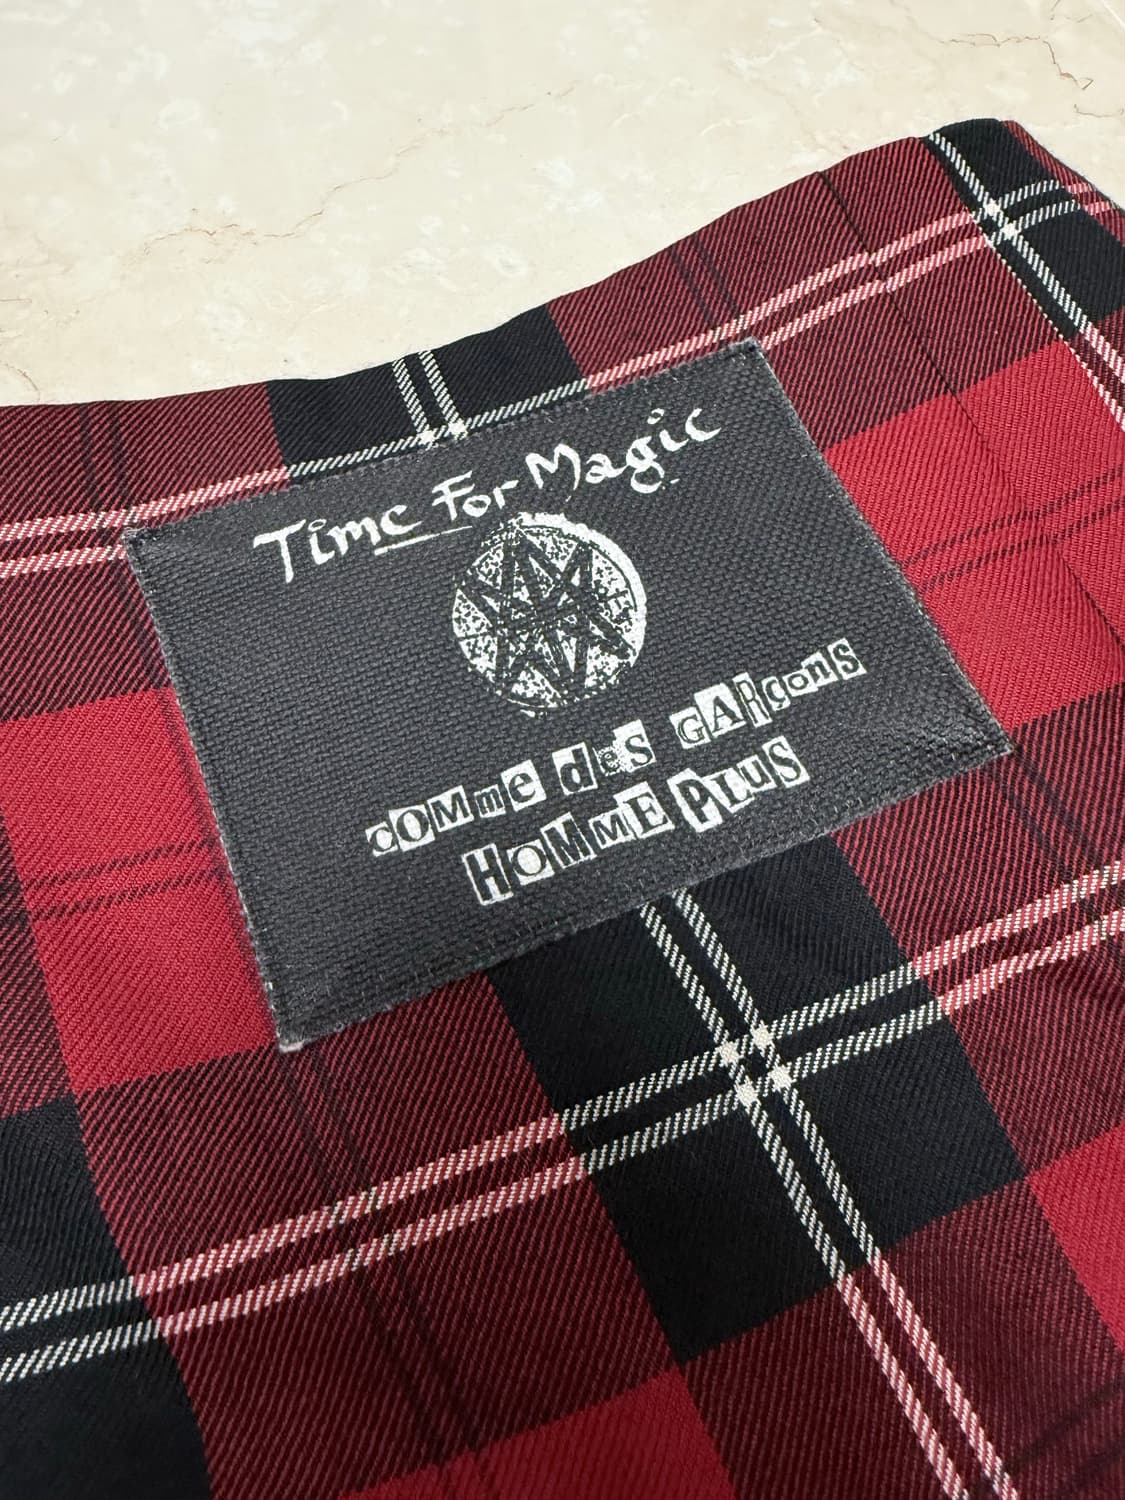 Time For Magic
comme des GARçons
HOMmE PLuS